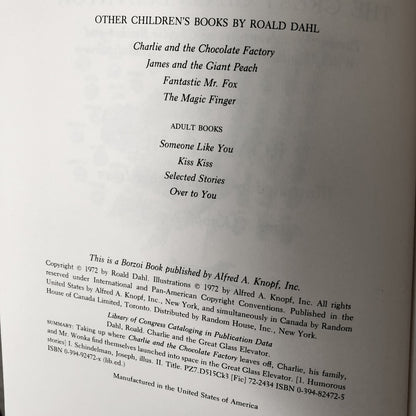 OTHER CHILDREN'S BOOKS BY ROALD DAHL
Charlie and the Chocolate Factory
James and the Giant Peach
Fantastic Mr. Fox
The Magic Finger
ADULT BOOKS
Someone Like You
Kiss Kiss
Selected Stories
Over to You
This is a Borzoi Book published by Alfred A. Knopf, Inc.
Copyright © 1972 by Roald Dahl. Illustrations © 1972 by Alfred A. Knopf, Inc. All rights
reserved under International and Pan-American Copyright Conventions. Published in the
United States by Alfred A. Knopf, Inc., New York, and simultaneously in Canada by Random
House of Canada Limited, Toronto. Distributed by Random House, Inc., New York.
Library of Congress Cataloging in Publication Data
Dahl, Roald. Charlie and the Great Glass Elevator.
SUMMARY: Taking up where Charlie and the Chocolate Factory leaves off, Charlie, his family,
and Mr. Wonka find themselves launched into space in the Great Glass Elevator. [1. Humorous
stories] I. Schindelman, Joseph, illus. II. Title. PZ7.D515Ck3 [Fic] 72-2434 ISBN 0-394-82472-5
ISBN 0-394-92472-x (lib.ed.)
Manufactured in the United States of America